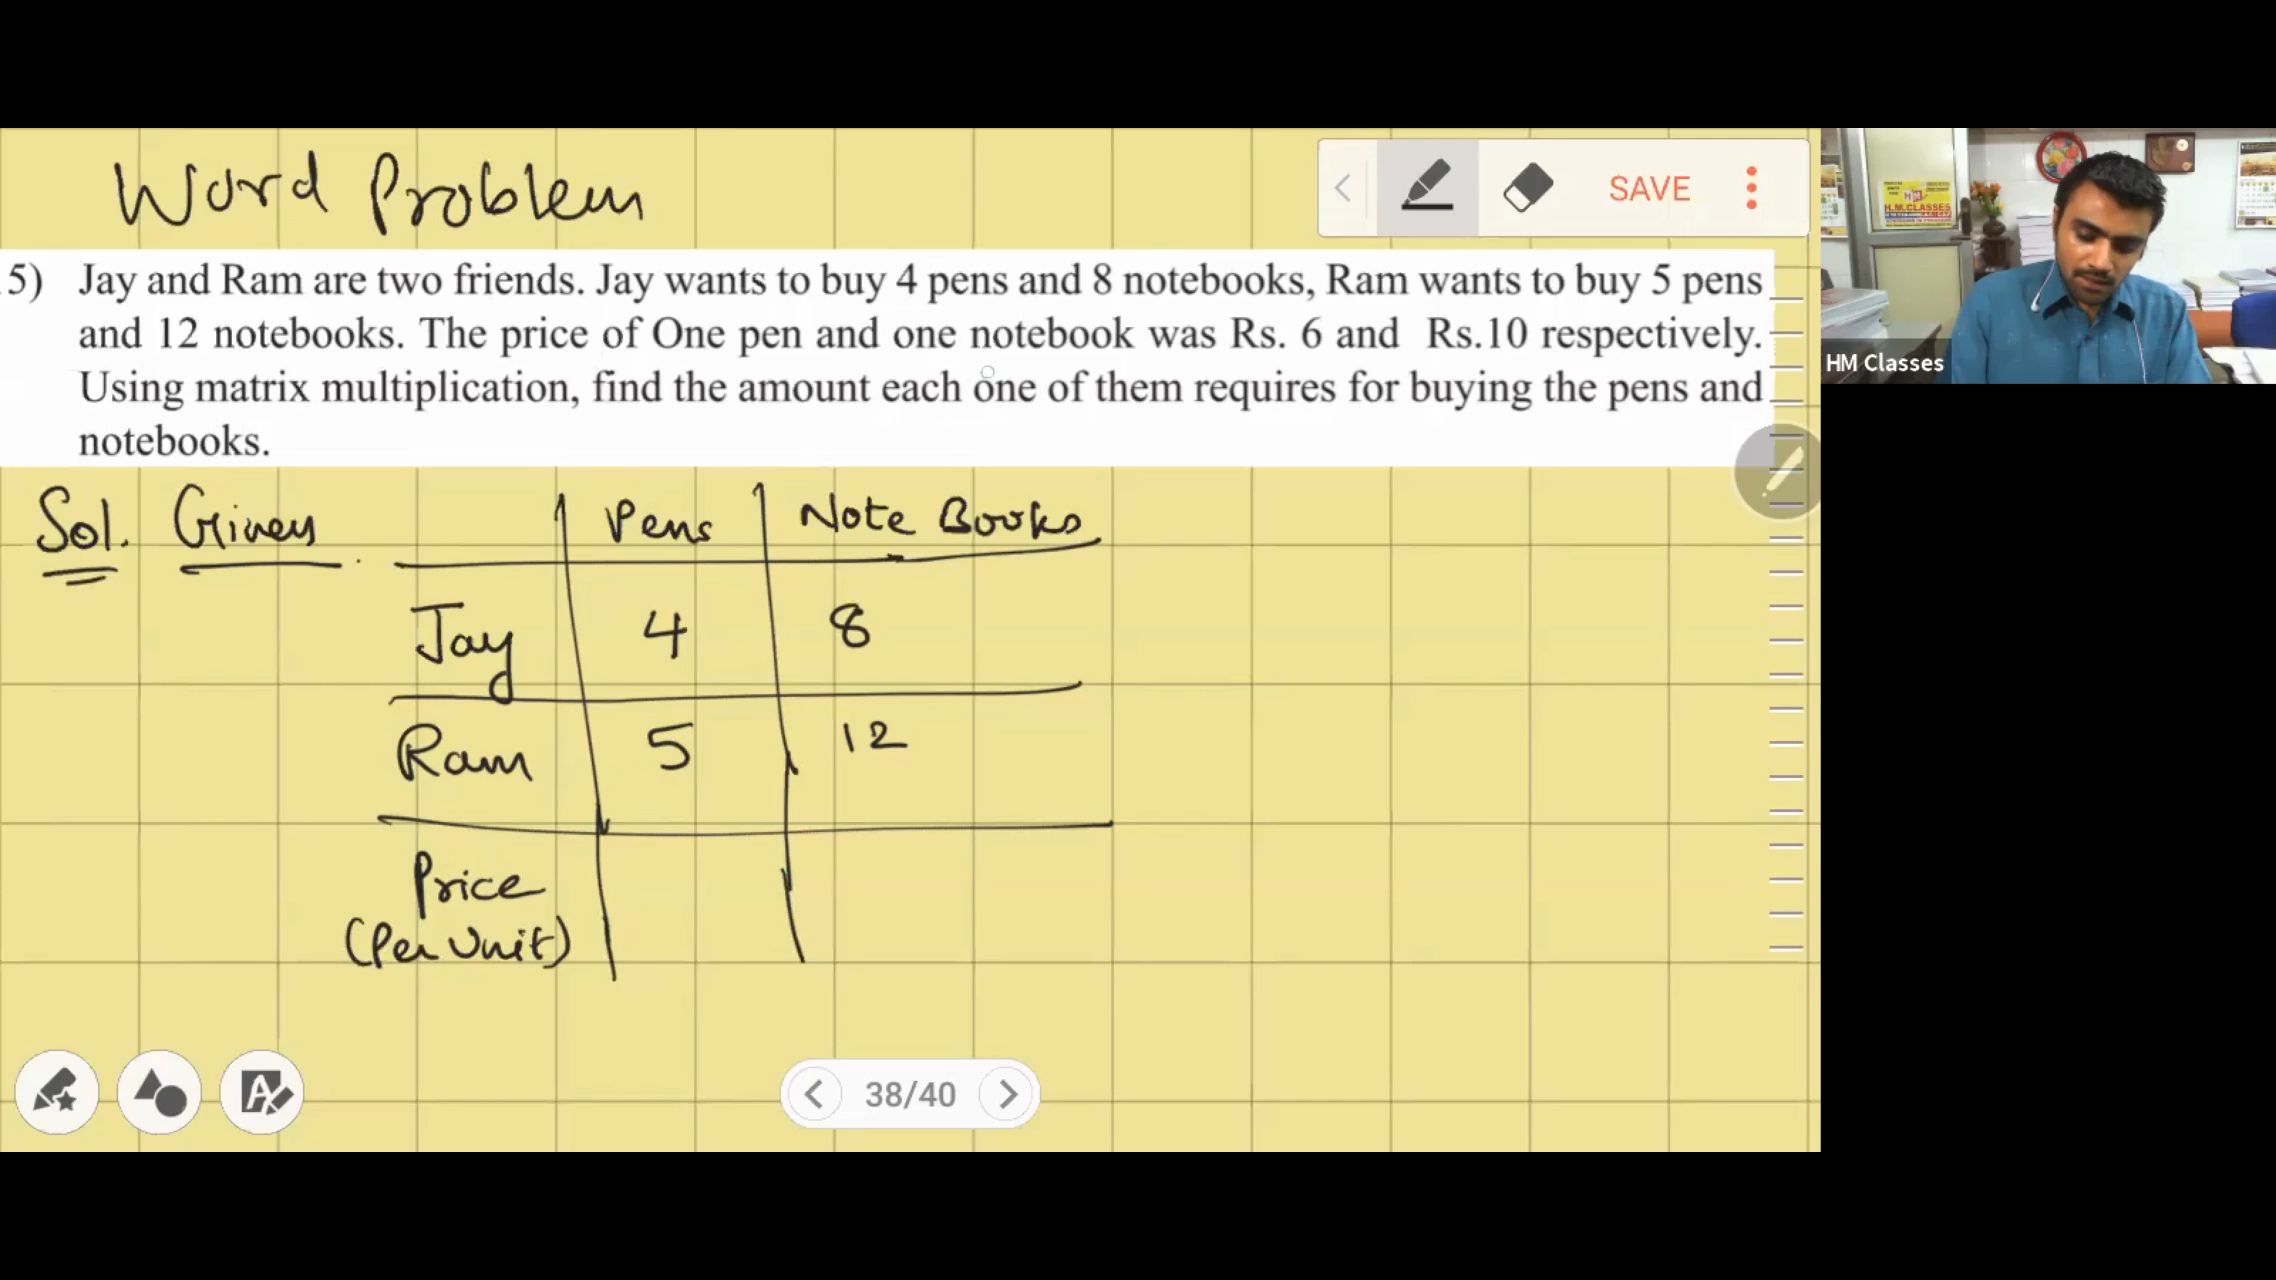 Word Problem
SAVE
5) Jay and Ram are two friends. Jay wants to buy 4 pens and 8 notebooks, Ram wants to buy 5 pens
and 12 notebooks. The price of One pen and one notebook was Rs. 6 and Rs.10 respectively.
Using matrix multiplication, find the amount each one of them requires for buying the pens and
notebooks.
H.M.CLASSES
HM Classes
Sol. Given Pens Note Books
Jay 4 8
Ram 5 12
Price
(Per Unit)
38/40